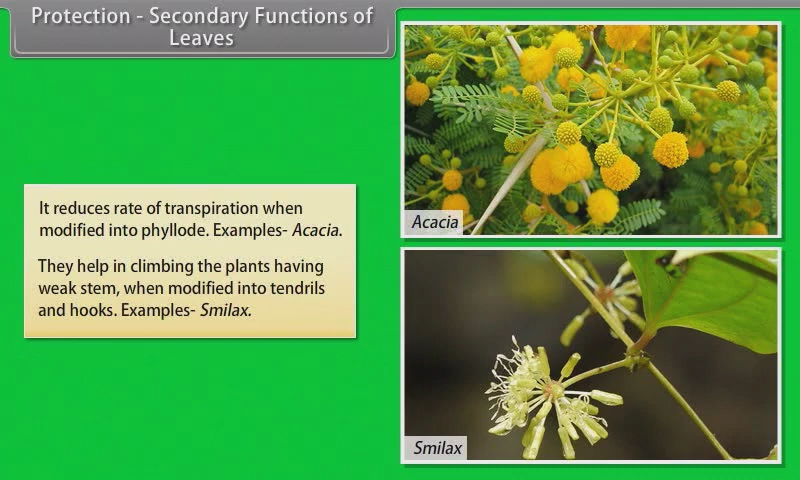 Protection - Secondary Functions of
Leaves
It reduces rate of transpiration when
modified into phyllode. Examples- Acacia.
They help in climbing the plants having
weak stem, when modified into tendrils
and hooks. Examples- Smilax.
Acacia
Smilax